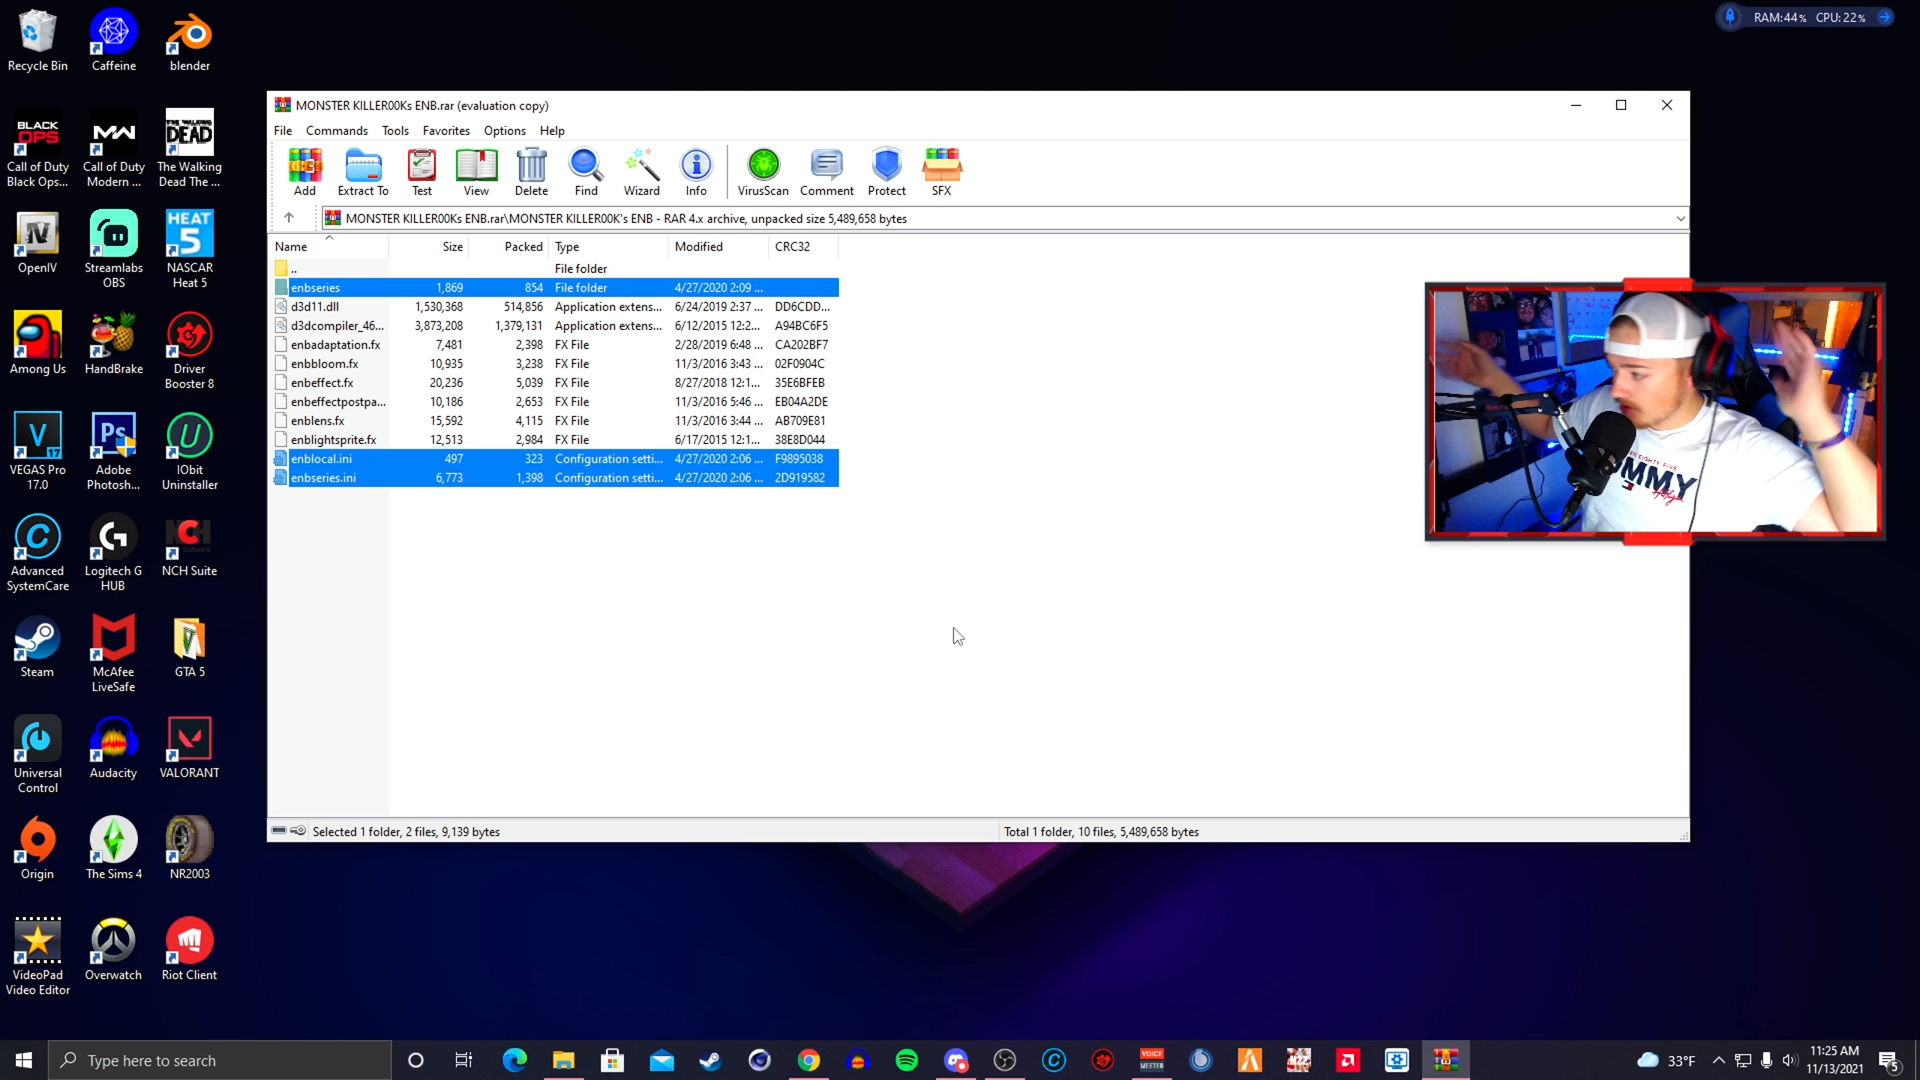 RAM:44% CPU:22%
Recycle Bin
Caffeine
blender
BLACK OPS
MW
THE WALKING DEAD
Call of Duty Black Ops...
Call of Duty Modern ...
The Walking Dead The ...
HEAT 5
OpenIV
Streamlabs OBS
NASCAR Heat 5
Among Us
HandBrake
Driver Booster 8
VEGAS Pro 17.0
Adobe Photosh...
IObit Uninstaller
Advanced SystemCare
Logitech G HUB
NCH Suite
Steam
McAfee LiveSafe
GTA 5
Universal Control
Audacity
VALORANT
Origin
The Sims 4
NR2003
VideoPad Video Editor
Overwatch
Riot Client
MONSTER KILLER00Ks ENB.rar (evaluation copy)
File Commands Tools Favorites Options Help
Add Extract To Test View Delete Find Wizard Info VirusScan Comment Protect SFX
MONSTER KILLER00Ks ENB.rar\MONSTER KILLER00K's ENB - RAR 4.x archive, unpacked size 5,489,658 bytes
Name Size Packed Type Modified CRC32
.. File folder
enbseries 1,869 854 File folder 4/27/2020 2:09 ...
d3d11.dll 1,530,368 514,856 Application extens... 6/24/2019 2:37 ... DD6CDD...
d3dcompiler_46... 3,873,208 1,379,131 Application extens... 6/12/2015 12:2... A94BC6F5
enbadaptation.fx 7,481 2,398 FX File 2/28/2019 6:48 ... CA202BF7
enbbloom.fx 10,935 3,238 FX File 11/3/2016 3:43 ... 02F0904C
enbeffect.fx 20,236 5,039 FX File 8/27/2018 12:1... 35E6BFEB
enbeffectpostpa... 10,186 2,653 FX File 11/3/2016 5:46 ... EB04A2DE
enblens.fx 15,592 4,115 FX File 11/3/2016 3:44 ... AB709E81
enblightsprite.fx 12,513 2,984 FX File 6/17/2015 12:1... 38E8D044
enblocal.ini 497 323 Configuration setti... 4/27/2020 2:06 ... F9895038
enbseries.ini 6,773 1,398 Configuration setti... 4/27/2020 2:06 ... 2D919582
Selected 1 folder, 2 files, 9,139 bytes
Total 1 folder, 10 files, 5,489,658 bytes
Type here to search
VOICE MEETER
33°F
11:25 AM
11/13/2021
5